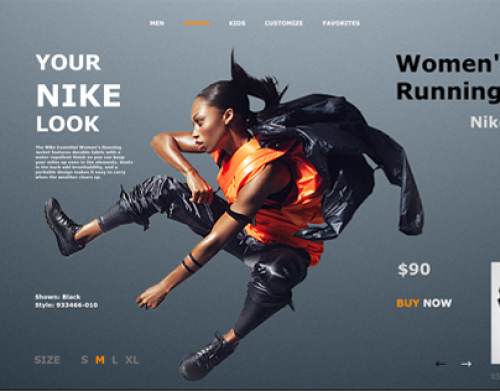 MEN WOMEN KIDS CUSTOMIZE FAVORITES
YOUR
NIKE
LOOK
The Nike Essential Women's Running
Jacket features durable fabric with a
water-repellent finish so you can keep
your miles up even in the elements. Vents
in the back add breathability, and a
packable design makes it easy to carry
when the weather clears up.
Women'
Running
Nik
$90
BUY NOW
Shown: Black
Style: 933466-010
SIZE S M L XL
← →